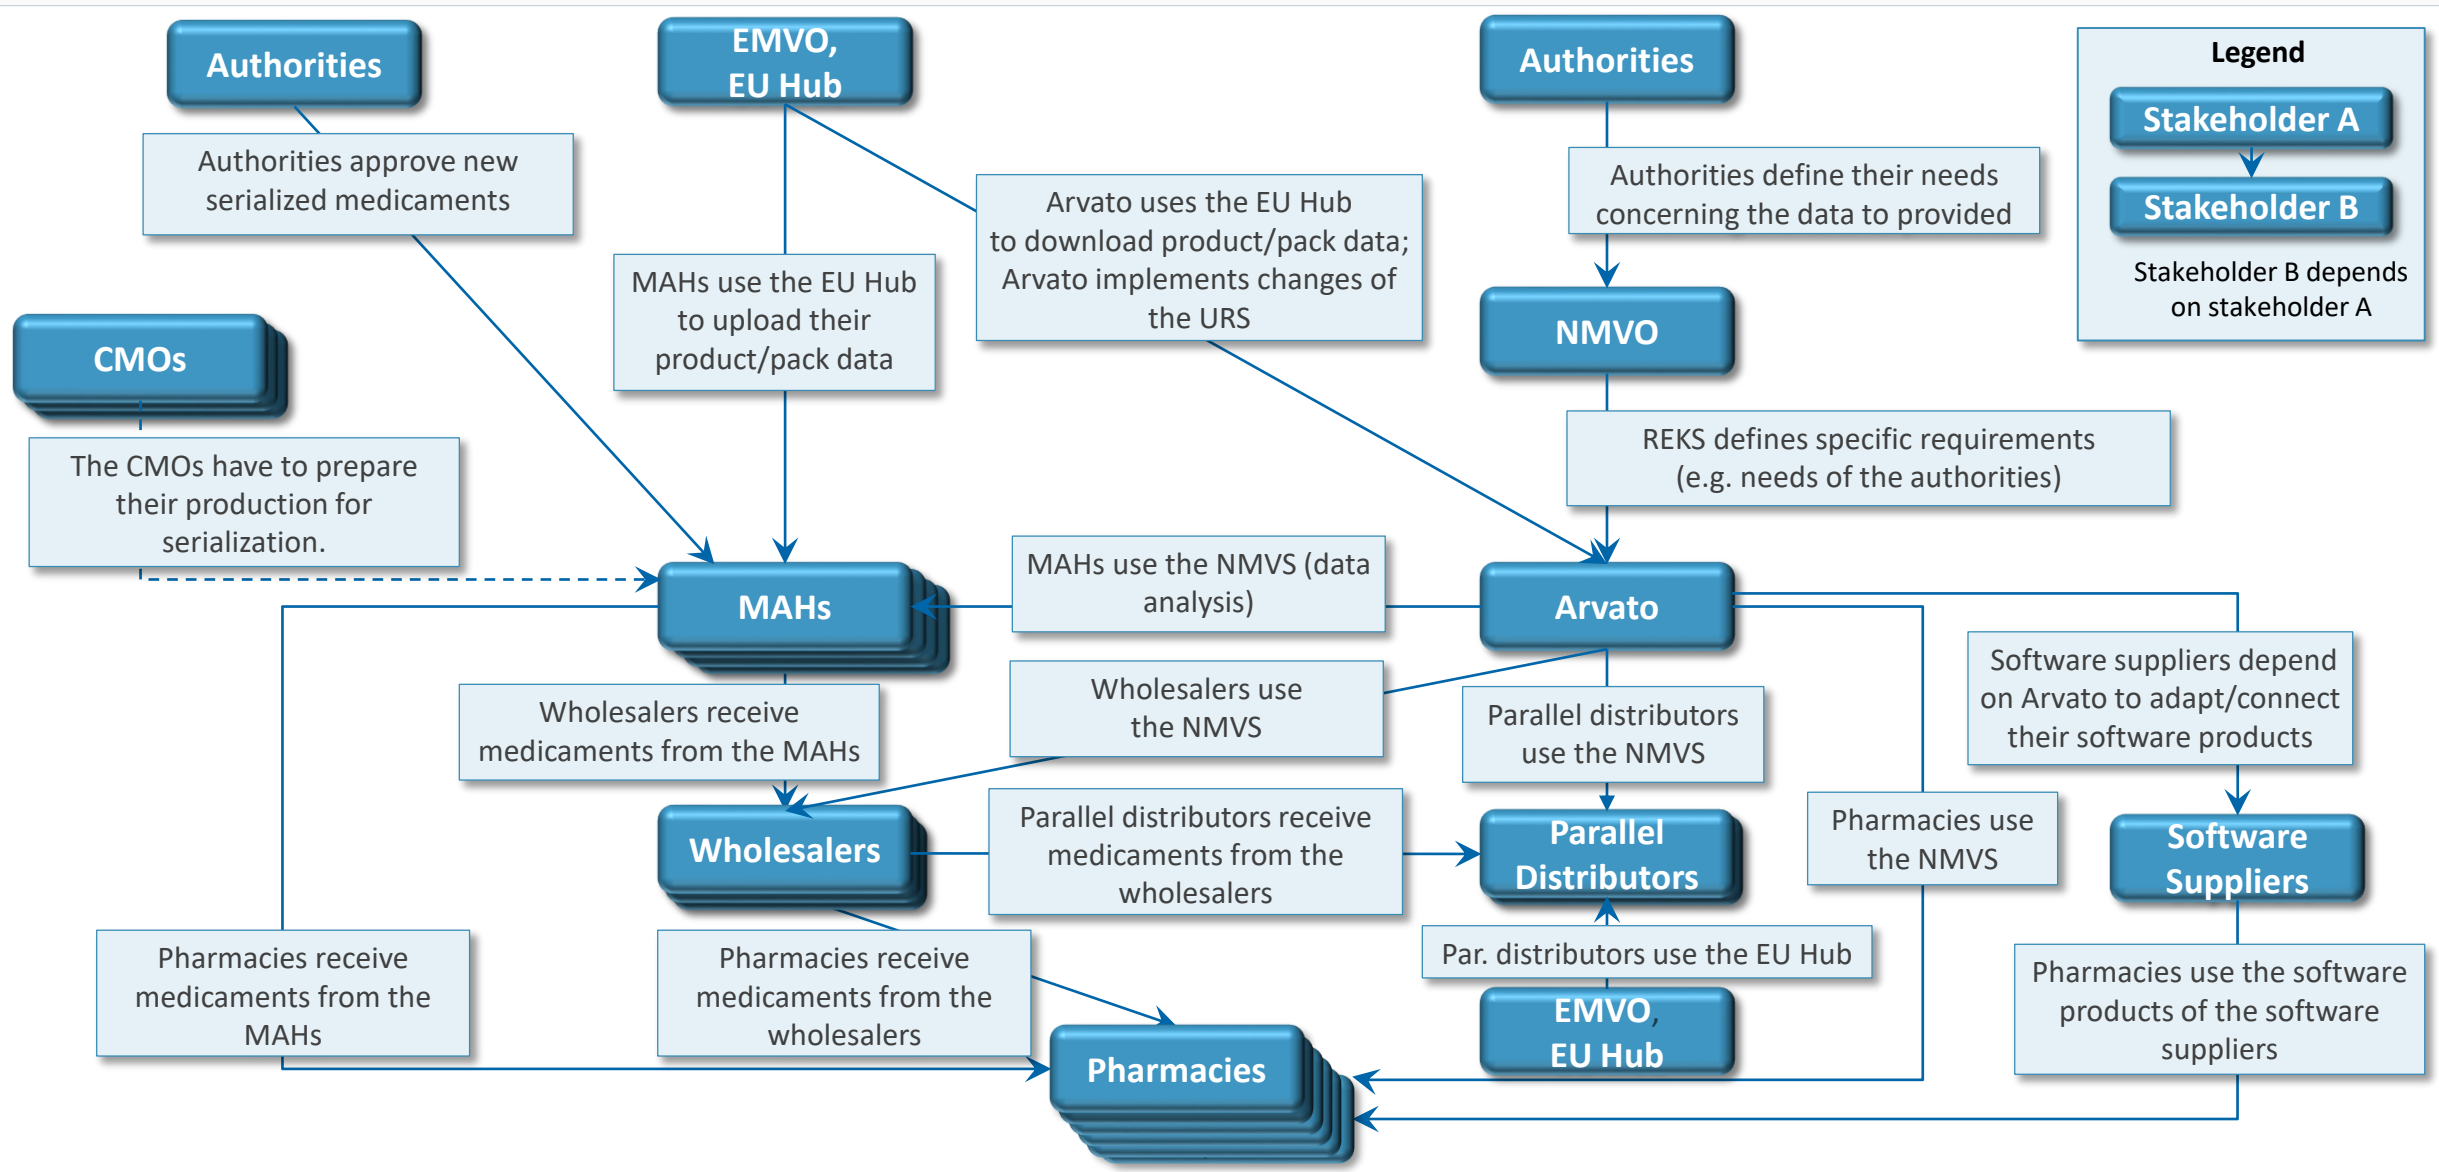 Authorities
EMVO,
EU Hub
Authorities
Legend
Stakeholder A
Stakeholder B
Stakeholder B depends
on stakeholder A
Authorities approve new
serialized medicaments
Arvato uses the EU Hub
to download product/pack data;
Arvato implements changes of
the URS
Authorities define their needs
concerning the data to provided
MAHs use the EU Hub
to upload their
product/pack data
NMVO
CMOs
The CMOs have to prepare
their production for
serialization.
REKS defines specific requirements
(e.g. needs of the authorities)
MAHs
MAHs use the NMVS (data
analysis)
Arvato
Wholesalers receive
medicaments from the MAHs
Wholesalers use
the NMVS
Parallel distributors
use the NMVS
Software suppliers depend
on Arvato to adapt/connect
their software products
Wholesalers
Parallel distributors receive
medicaments from the
wholesalers
Parallel
Distributors
Pharmacies use
the NMVS
Software
Suppliers
Pharmacies receive
medicaments from the
MAHs
Pharmacies receive
medicaments from the
wholesalers
Par. distributors use the EU Hub
EMVO,
EU Hub
Pharmacies use the software
products of the software
suppliers
Pharmacies